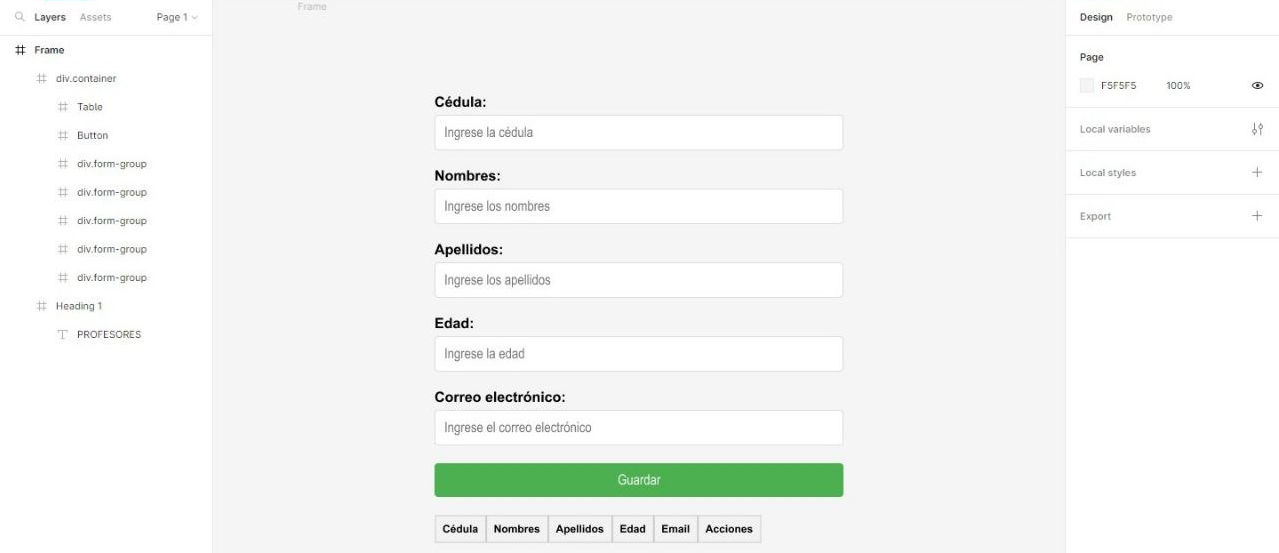 Layers Assets Page 1
Frame
div.container
Table
Button
div.form-group
div.form-group
div.form-group
div.form-group
div.form-group
Heading 1
PROFESORES
Frame
Cédula:
Ingrese la cédula
Nombres:
Ingrese los nombres
Apellidos:
Ingrese los apellidos
Edad:
Ingrese la edad
Correo electrónico:
Ingrese el correo electrónico
Guardar
Cédula Nombres Apellidos Edad Email Acciones
Design Prototype
Page
F5F5F5 100%
Local variables
Local styles
Export